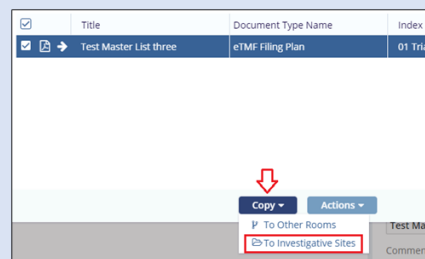 Title Document Type Name Index
Test Master List three eTMF Filing Plan 01 Tria
Copy Actions
To Other Rooms
Test Ma
To Investigative Sites
Commen